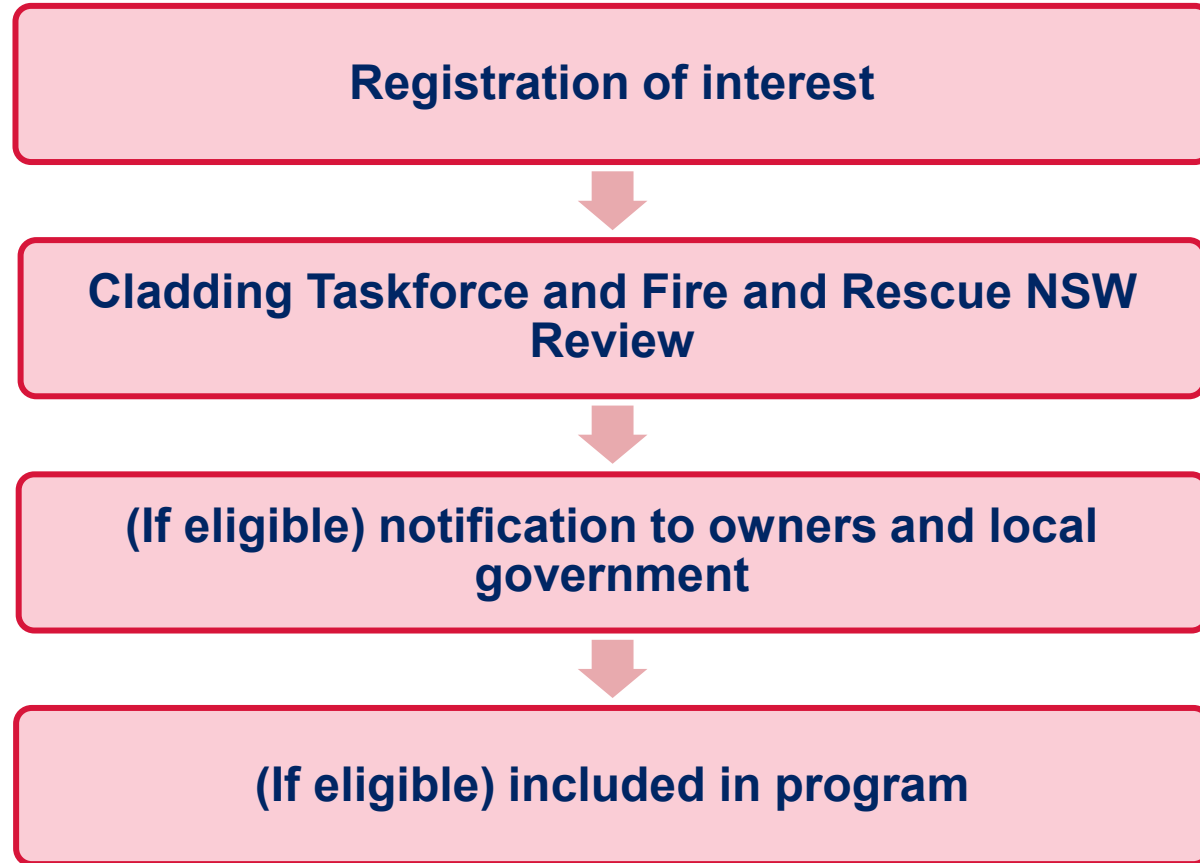 Registration of interest
Cladding Taskforce and Fire and Rescue NSW
Review
(If eligible) notification to owners and local
government
(If eligible) included in program